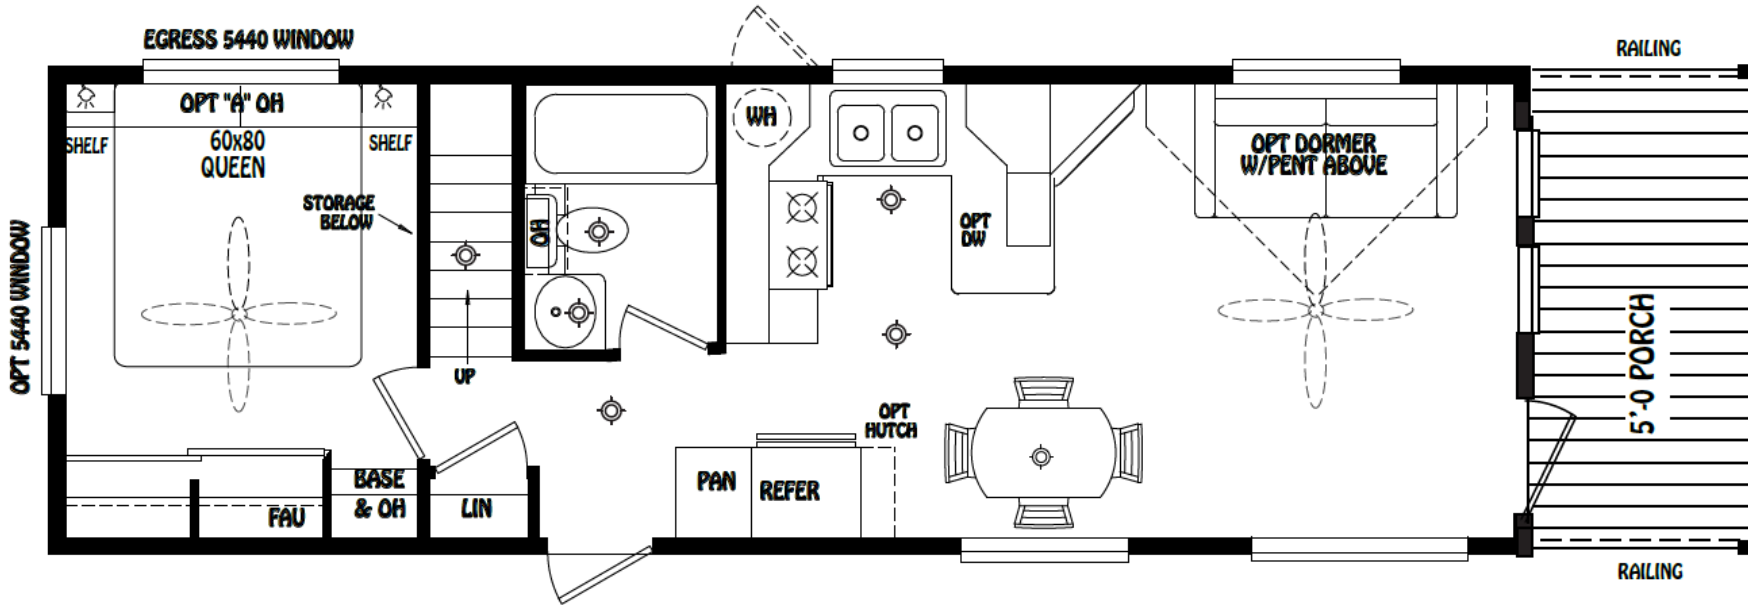 EGRESS 5440 WINDOW
RAILING
OPT "A" OH
60x80
QUEEN
SHELF
SHELF
WH
OPT DORMER
W/PENT ABOVE
STORAGE
BELOW
OH
OPT
DW
OPT 5440 WINDOW
5'-0 PORCH
UP
OPT
HUTCH
BASE
& OH
FAU
LIN
PAN
REFER
RAILING